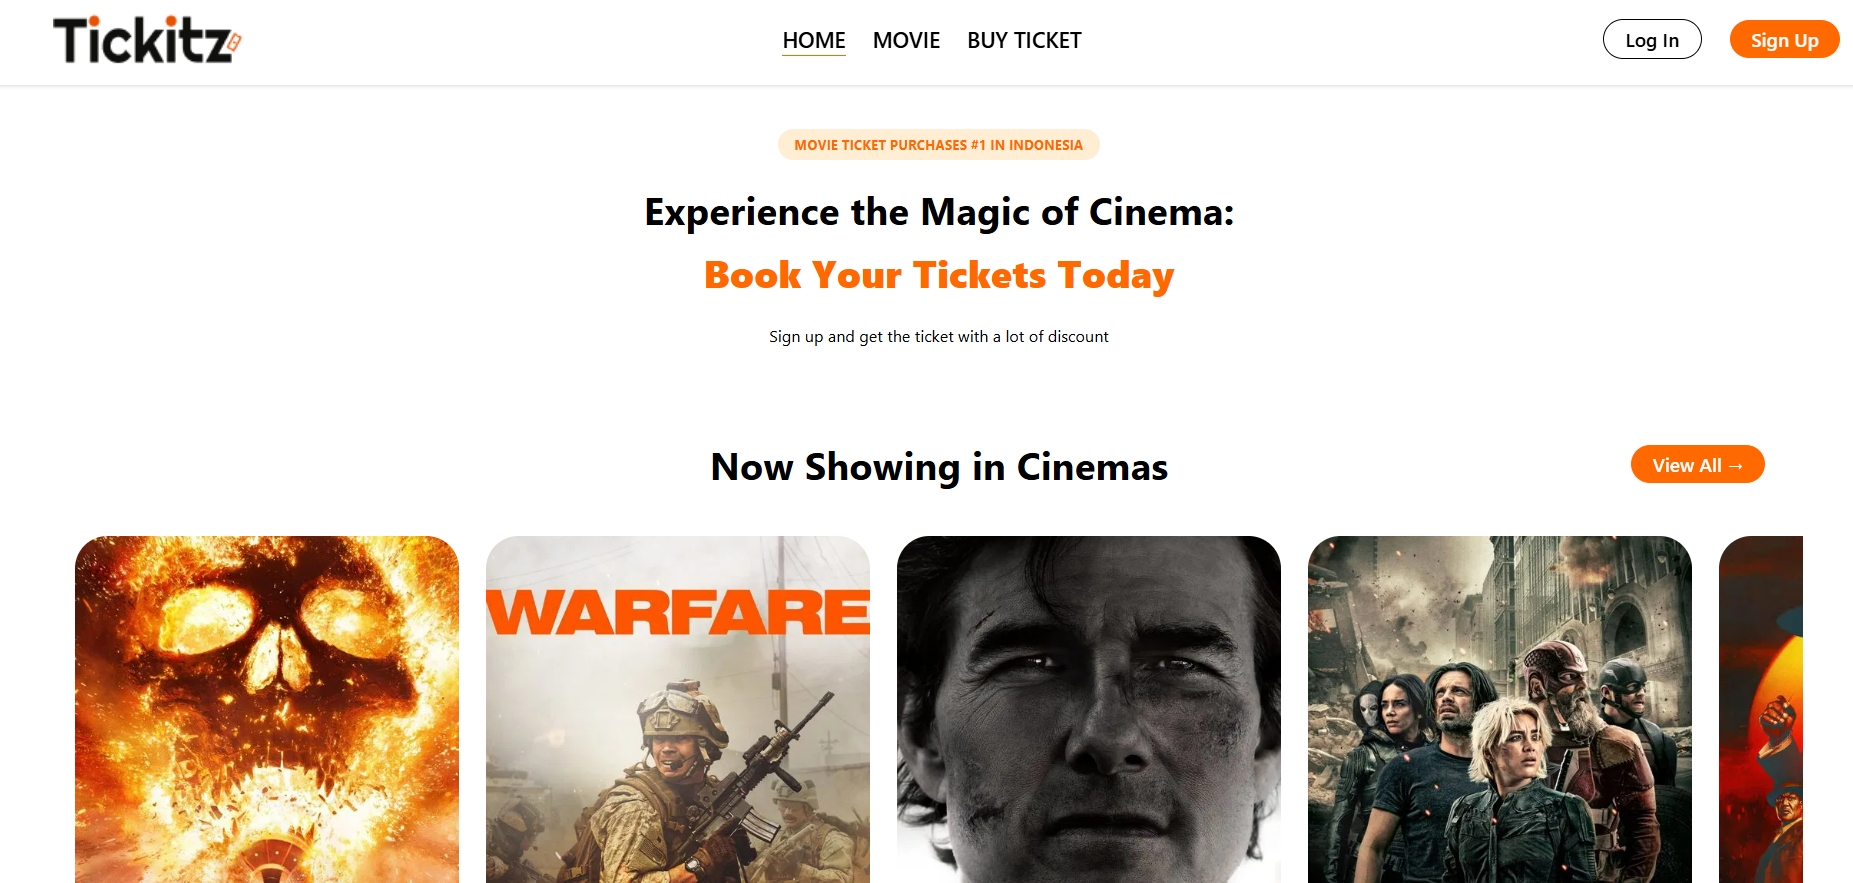 Tickitz
HOME MOVIE BUY TICKET
Log In
Sign Up
MOVIE TICKET PURCHASES #1 IN INDONESIA
Experience the Magic of Cinema:
Book Your Tickets Today
Sign up and get the ticket with a lot of discount
Now Showing in Cinemas
View All →
WARFARE